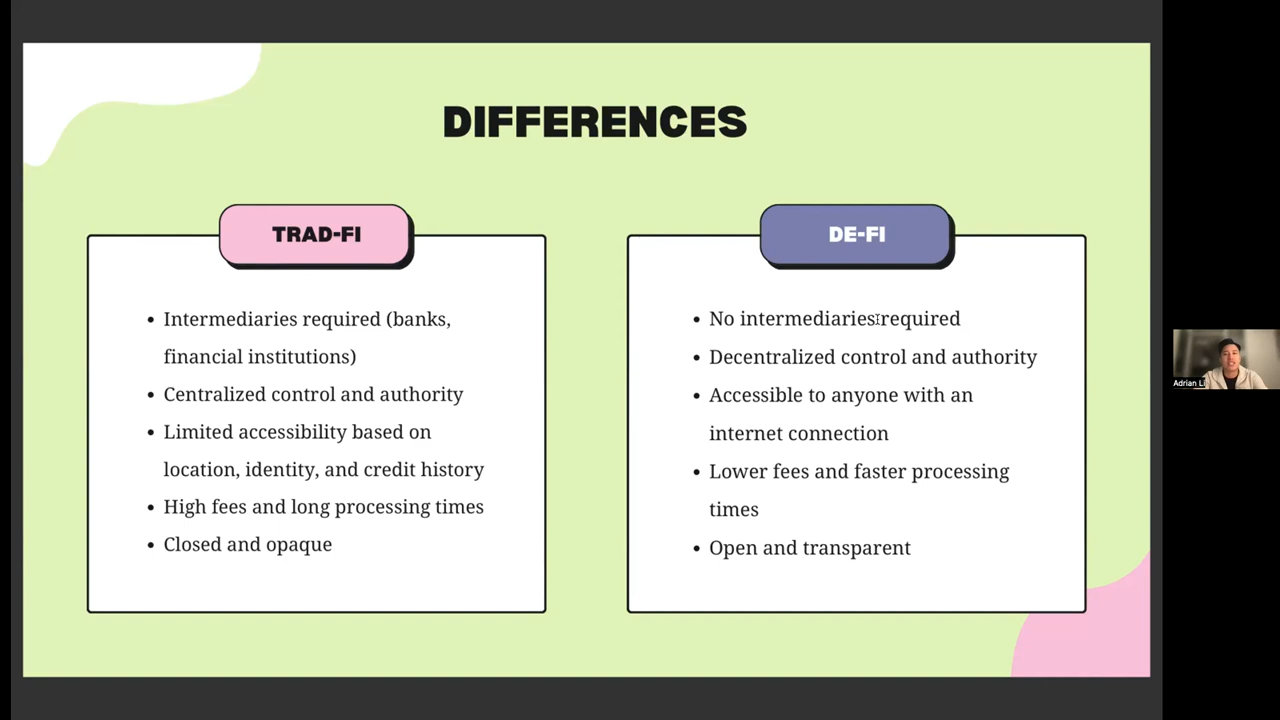 DIFFERENCES
TRAD-FI
• Intermediaries required (banks,
financial institutions)
• Centralized control and authority
• Limited accessibility based on
location, identity, and credit history
• High fees and long processing times
• Closed and opaque
DE-FI
• No intermediaries required
• Decentralized control and authority
• Accessible to anyone with an
internet connection
• Lower fees and faster processing
times
• Open and transparent
Adrian Li